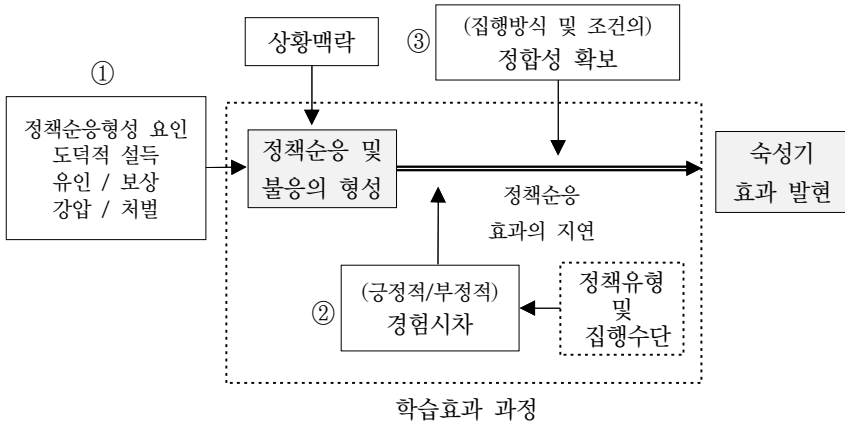 ①
정책순응형성 요인
도덕적 설득
유인 / 보상
강압 / 처벌
상황맥락
③
(집행방식 및 조건의)
정합성 확보
정책순응 및
불응의 형성
정책순응
효과의 지연
숙성기
효과 발현
②
(긍정적/부정적)
경험시차
정책유형
및
집행수단
학습효과 과정